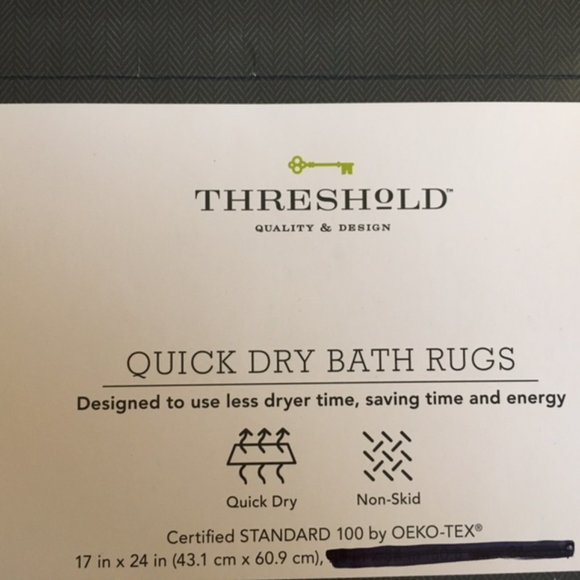 THRESHOLD™
QUALITY & DESIGN
QUICK DRY BATH RUGS
Designed to use less dryer time, saving time and energy
Quick Dry Non-Skid
Certified STANDARD 100 by OEKO-TEX®
17 in x 24 in (43.1 cm x 60.9 cm),